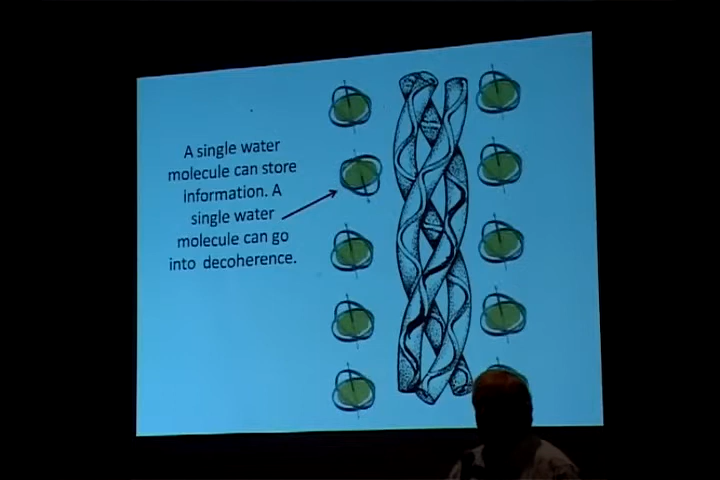 A single water
molecule can store
information. A
single water
molecule can go
into decoherence.